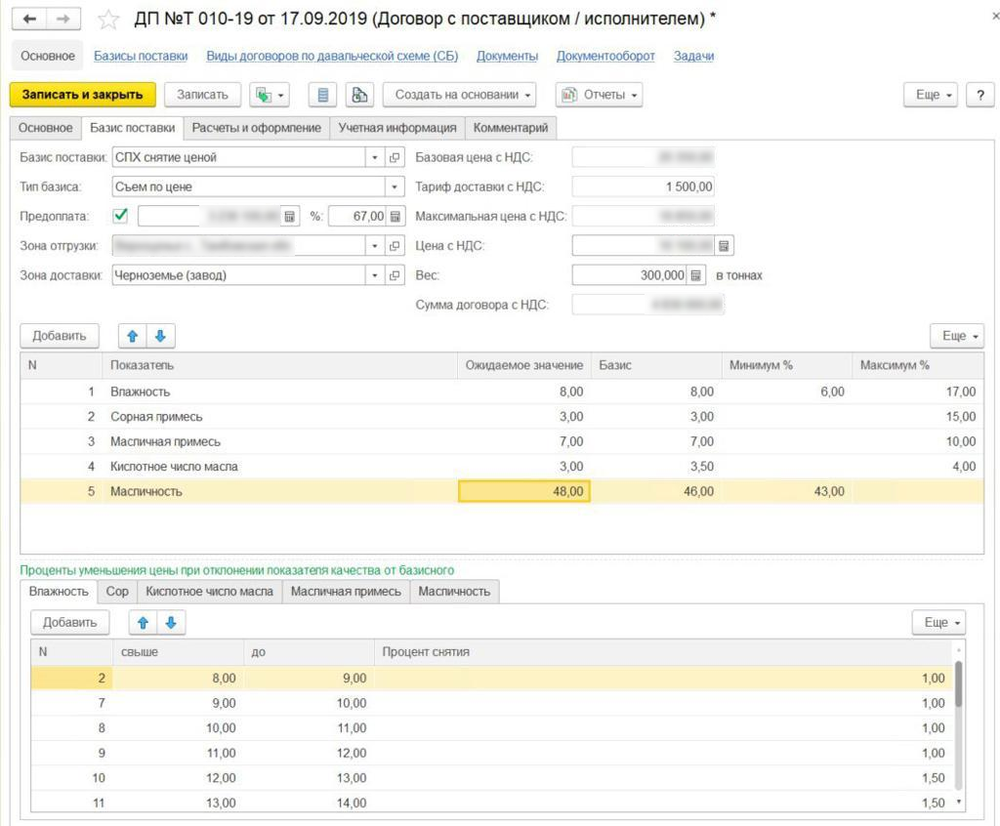 ДП №Т 010-19 от 17.09.2019 (Договор с поставщиком / исполнителем) *
Основное Базисы поставки Виды договоров по давальческой схеме (СБ) Документы Документооборот Задачи
Записать и закрыть Записать Создать на основании Отчеты Еще ?
Основное Базис поставки Расчеты и оформление Учетная информация Комментарий
Базис поставки: СПХ снятие ценой Базовая цена с НДС:
Тип базиса: Съем по цене Тариф доставки с НДС: 1 500,00
Предоплата: %: 67,00 Максимальная цена с НДС:
Зона отгрузки: Цена с НДС:
Зона доставки: Черноземье (завод) Вес: 300,000 в тоннах
Сумма договора с НДС:
Добавить Еще
N Показатель Ожидаемое значение Базис Минимум % Максимум %
1 Влажность 8,00 8,00 6,00 17,00
2 Сорная примесь 3,00 3,00 15,00
3 Масличная примесь 7,00 7,00 10,00
4 Кислотное число масла 3,00 3,50 4,00
5 Масличность 48,00 46,00 43,00
Проценты уменьшения цены при отклонении показателя качества от базисного
Влажность Сор Кислотное число масла Масличная примесь Масличность
Добавить Еще
N свыше до Процент снятия
2 8,00 9,00 1,00
7 9,00 10,00 1,00
8 10,00 11,00 1,00
9 11,00 12,00 1,00
10 12,00 13,00 1,50
11 13,00 14,00 1,50